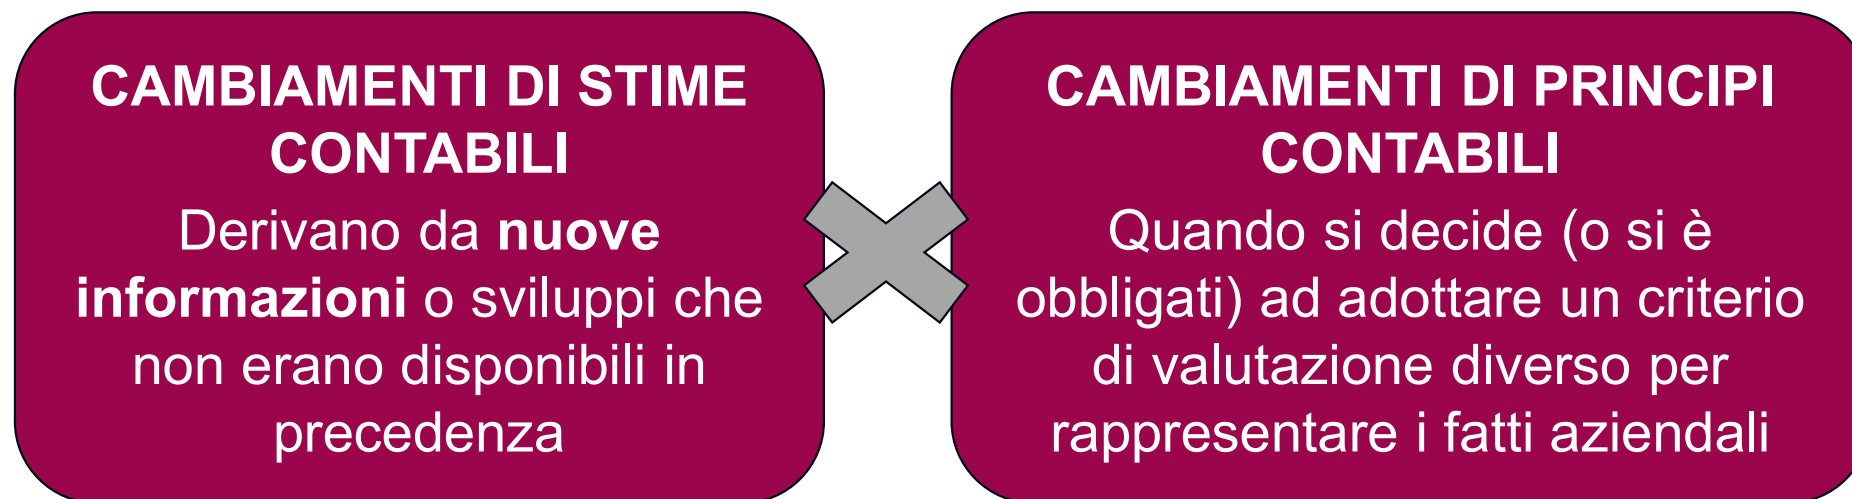 CAMBIAMENTI DI STIME
CONTABILI
Derivano da nuove
informazioni o sviluppi che
non erano disponibili in
precedenza
CAMBIAMENTI DI PRINCIPI
CONTABILI
Quando si decide (o si è
obbligati) ad adottare un criterio
di valutazione diverso per
rappresentare i fatti aziendali